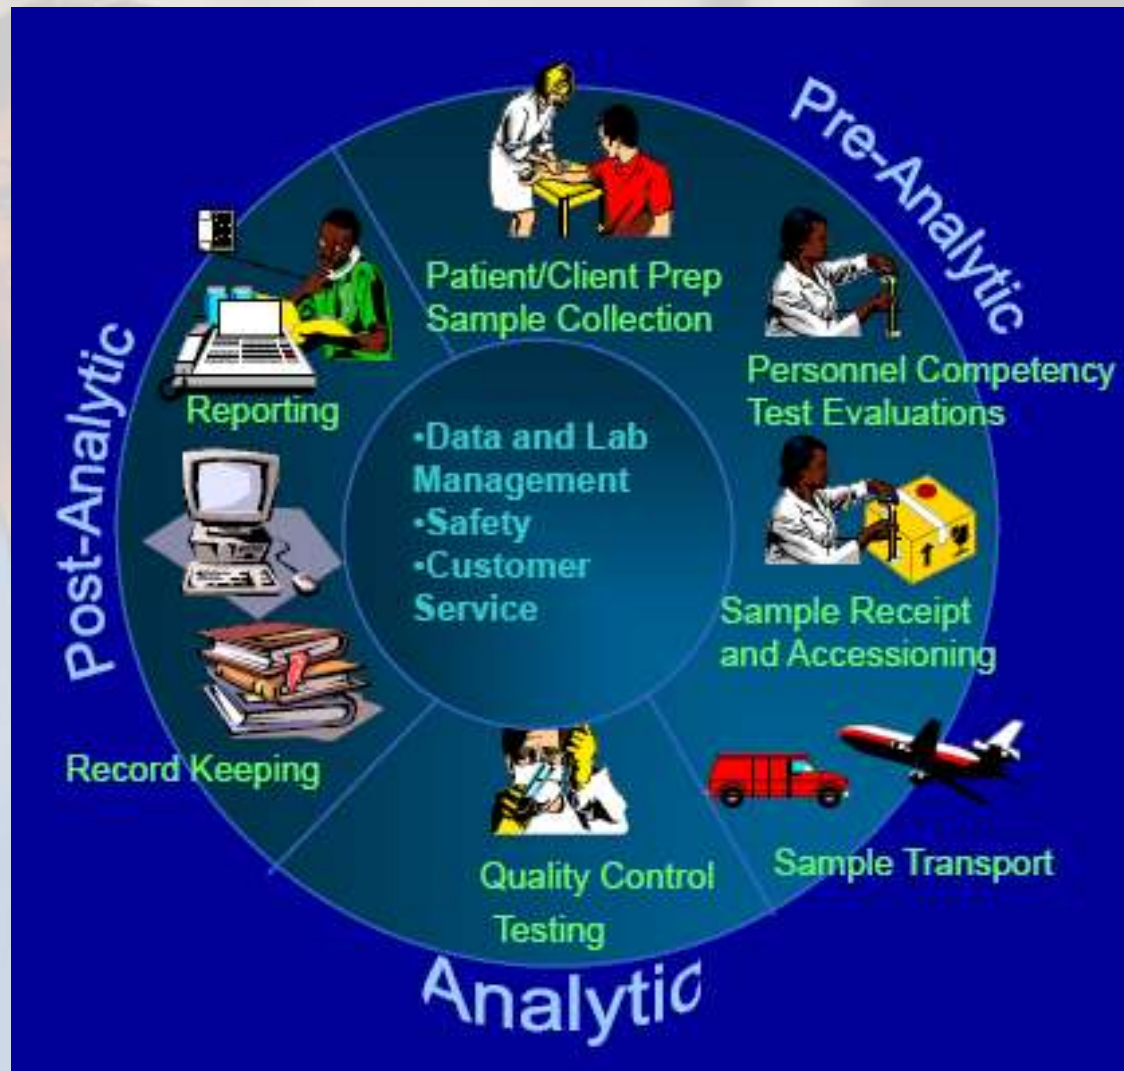 Pre-Analytic
Patient/Client Prep
Sample Collection
Personnel Competency
Test Evaluations
Sample Receipt
and Accessioning
Sample Transport
Quality Control
Testing
Analytic
Record Keeping
Reporting
Post-Analytic
•Data and Lab
Management
•Safety
•Customer
Service